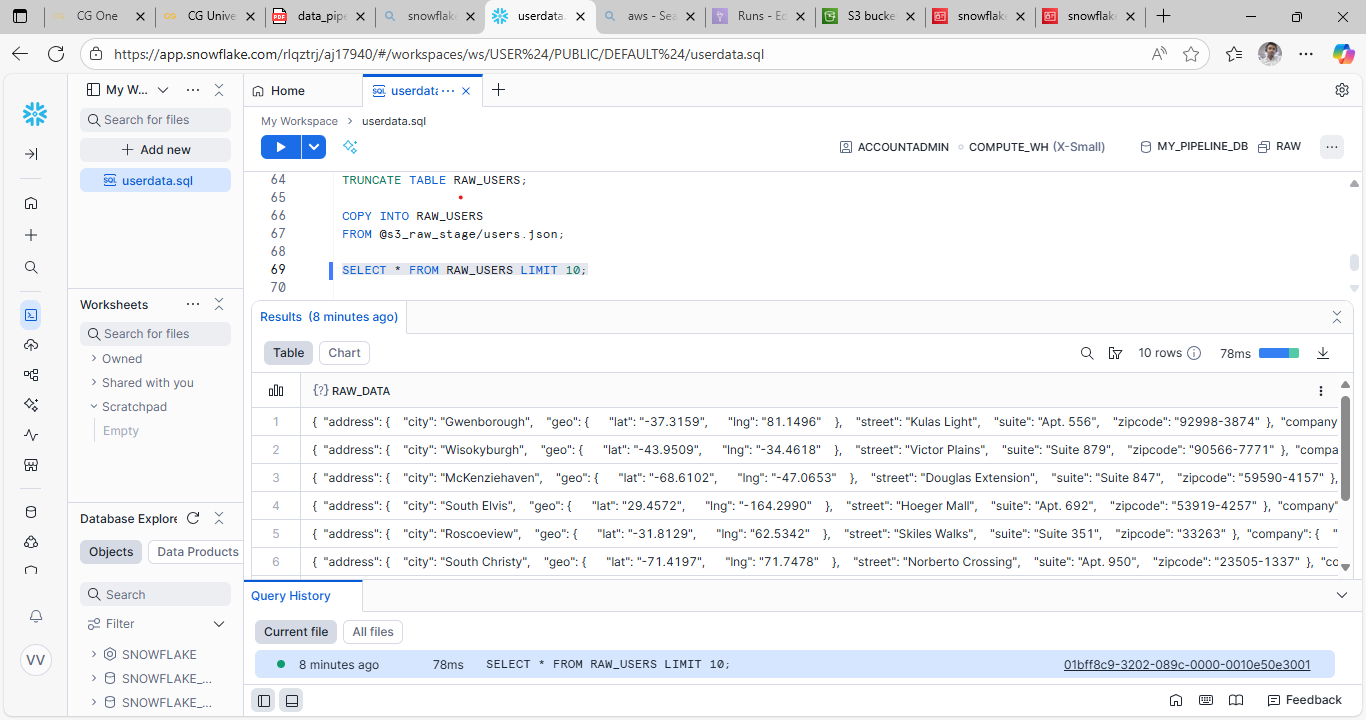 CG One
CG Unive
data_pipe
snowflake
userdata.
aws - Sea
Runs - Ec
S3 bucke
snowflake
snowflake
https://app.snowflake.com/rlqztrj/aj17940/#/workspaces/ws/USER%24/PUBLIC/DEFAULT%24/userdata.sql
My W...
Search for files
Add new
userdata.sql
Worksheets
Search for files
Owned
Shared with you
Scratchpad
Empty
Database Explore
Objects
Data Products
Search
Filter
SNOWFLAKE
SNOWFLAKE_...
SNOWFLAKE_...
VV
Home
userdata ···
My Workspace > userdata.sql
ACCOUNTADMIN COMPUTE_WH (X-Small) MY_PIPELINE_DB RAW
64 TRUNCATE TABLE RAW_USERS;
65
66 COPY INTO RAW_USERS
67 FROM @s3_raw_stage/users.json;
68
69 SELECT * FROM RAW_USERS LIMIT 10;
70
Results (8 minutes ago)
Table Chart 10 rows 78ms
{?} RAW_DATA
1 { "address": { "city": "Gwenborough", "geo": { "lat": "-37.3159", "lng": "81.1496" }, "street": "Kulas Light", "suite": "Apt. 556", "zipcode": "92998-3874" }, "company
2 { "address": { "city": "Wisokyburgh", "geo": { "lat": "-43.9509", "lng": "-34.4618" }, "street": "Victor Plains", "suite": "Suite 879", "zipcode": "90566-7771" }, "compa
3 { "address": { "city": "McKenziehaven", "geo": { "lat": "-68.6102", "lng": "-47.0653" }, "street": "Douglas Extension", "suite": "Suite 847", "zipcode": "59590-4157" },
4 { "address": { "city": "South Elvis", "geo": { "lat": "29.4572", "lng": "-164.2990" }, "street": "Hoeger Mall", "suite": "Apt. 692", "zipcode": "53919-4257" }, "company
5 { "address": { "city": "Roscoeview", "geo": { "lat": "-31.8129", "lng": "62.5342" }, "street": "Skiles Walks", "suite": "Suite 351", "zipcode": "33263" }, "company": { "
6 { "address": { "city": "South Christy", "geo": { "lat": "-71.4197", "lng": "71.7478" }, "street": "Norberto Crossing", "suite": "Apt. 950", "zipcode": "23505-1337" }, "co
Query History
Current file All files
8 minutes ago 78ms SELECT * FROM RAW_USERS LIMIT 10; 01bff8c9-3202-089c-0000-0010e50e3001
Feedback